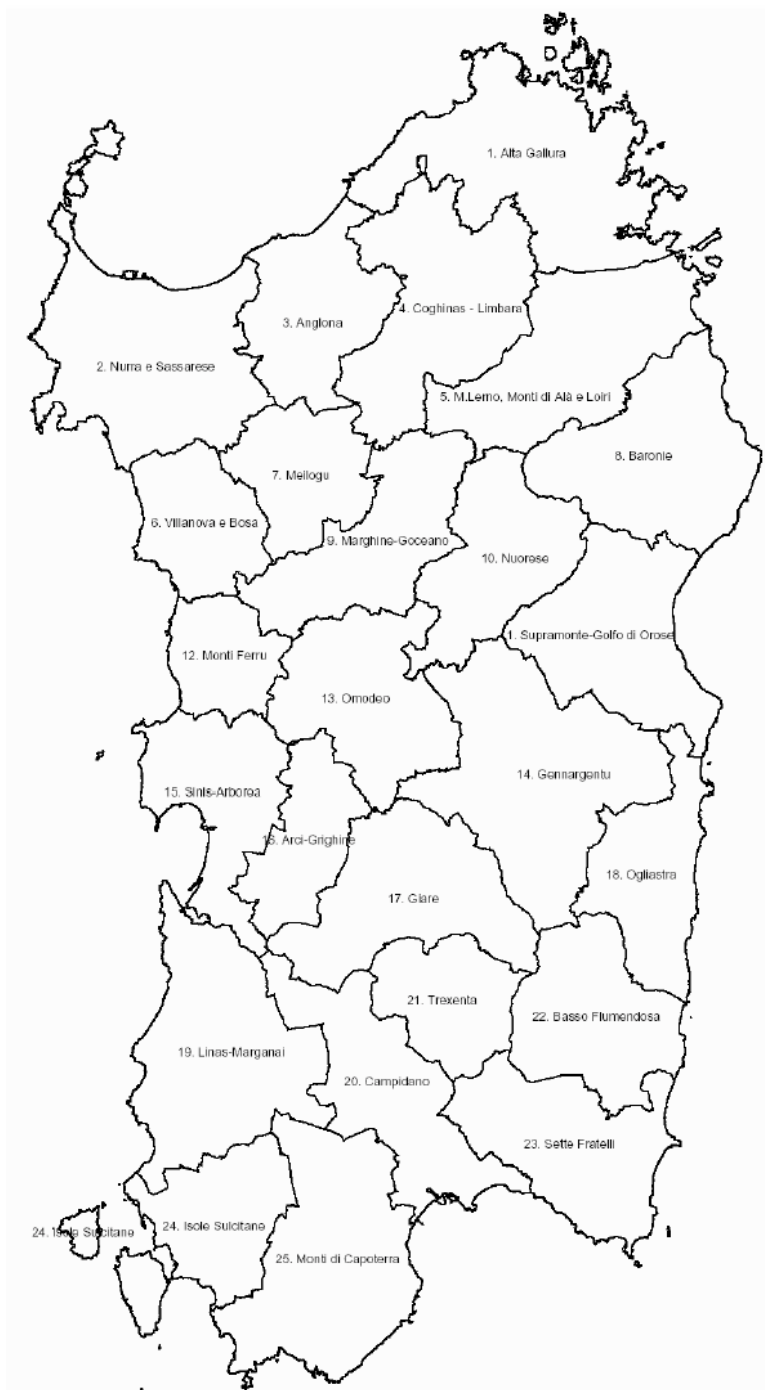 1. Alta Gallura
4. Coghinas - Limbara
3. Anglona
2. Nurra e Sassarese
5. M.Lerno, Monti di Alà e Loiri
8. Baronie
7. Meilogu
6. Villanova e Bosa
9. Marghine-Goceano
10. Nuorese
1. Supramonte-Golfo di Orose
12. Monti Ferru
13. Omodeo
14. Gennargentu
15. Sinis-Arborea
16. Arci-Grighine
18. Ogliastra
17. Giare
21. Trexenta
22. Basso Flumendosa
19. Linas-Marganai
20. Campidano
23. Sette Fratelli
24. Isole Sulcitane
24. Isole Sulcitane
25. Monti di Capoterra